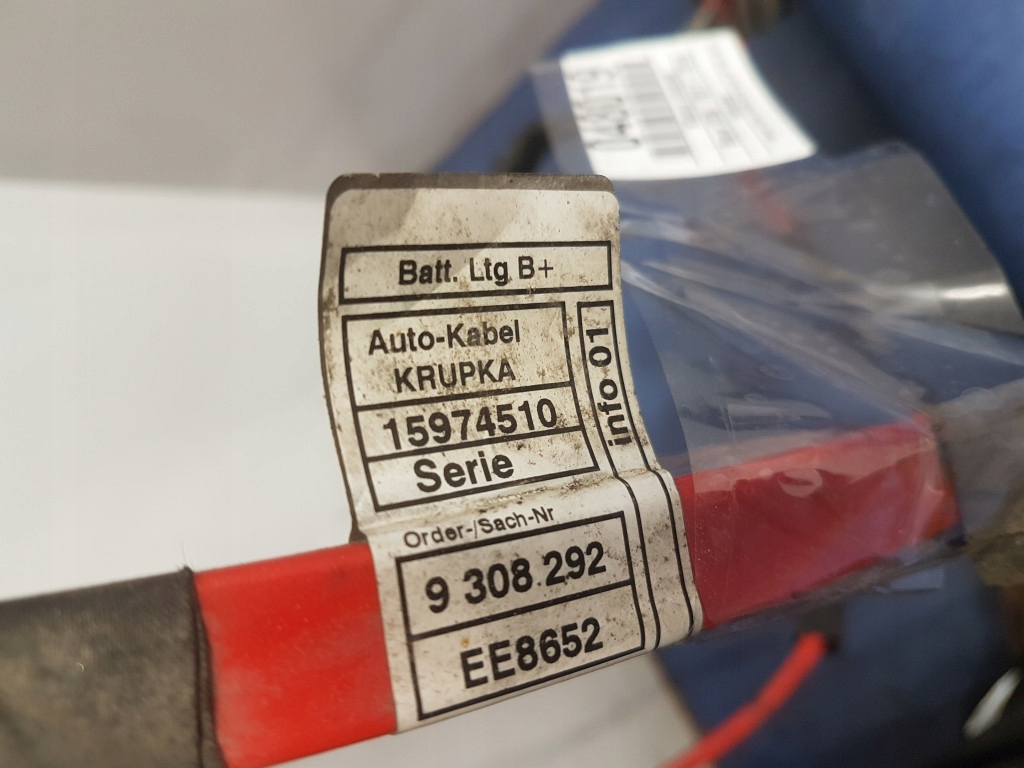 Batt. Ltg B+
Auto-Kabel
KRUPKA
15974510
Serie
info 01
Order-/Sach-Nr
9 308 292
EE8652